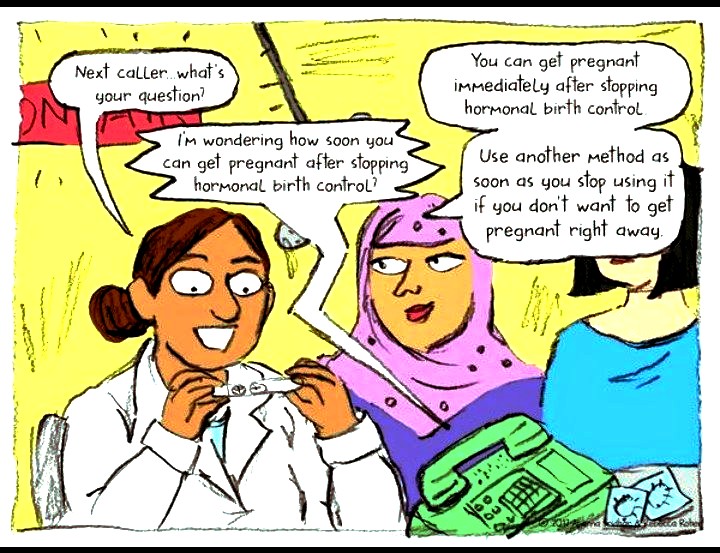 Next caller...what's
your question?
ON AIR
I'm wondering how soon you
can get pregnant after stopping
hormonal birth control?
You can get pregnant
immediately after stopping
hormonal birth control.
Use another method as
soon as you stop using it
if you don't want to get
pregnant right away.